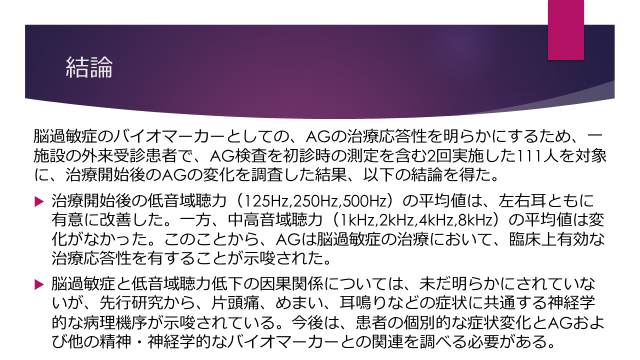 結論
脳過敏症のバイオマーカーとしての、AGの治療応答性を明らかにするため、一
施設の外来受診患者で、AG検査を初診時の測定を含む2回実施した111人を対象
に、治療開始後のAGの変化を調査した結果、以下の結論を得た。
治療開始後の低音域聴力（125Hz,250Hz,500Hz）の平均値は、左右耳ともに
有意に改善した。一方、中高音域聴力（1kHz,2kHz,4kHz,8kHz）の平均値は変
化がなかった。このことから、AGは脳過敏症の治療において、臨床上有効な
治療応答性を有することが示唆された。
脳過敏症と低音域聴力低下の因果関係については、未だ明らかにされていな
いが、先行研究から、片頭痛、めまい、耳鳴りなどの症状に共通する神経学
的な病理機序が示唆されている。今後は、患者の個別的な症状変化とAGおよ
び他の精神・神経学的なバイオマーカーとの関連を調べる必要がある。